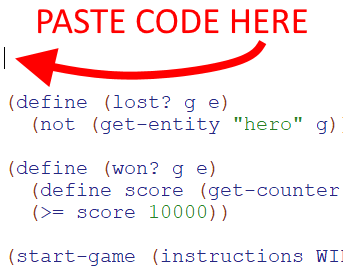 PASTE CODE HERE
(define (lost? g e)
(not (get-entity "hero" g))
(define (won? g e)
(define score (get-counter
(>= score 10000))
(start-game (instructions